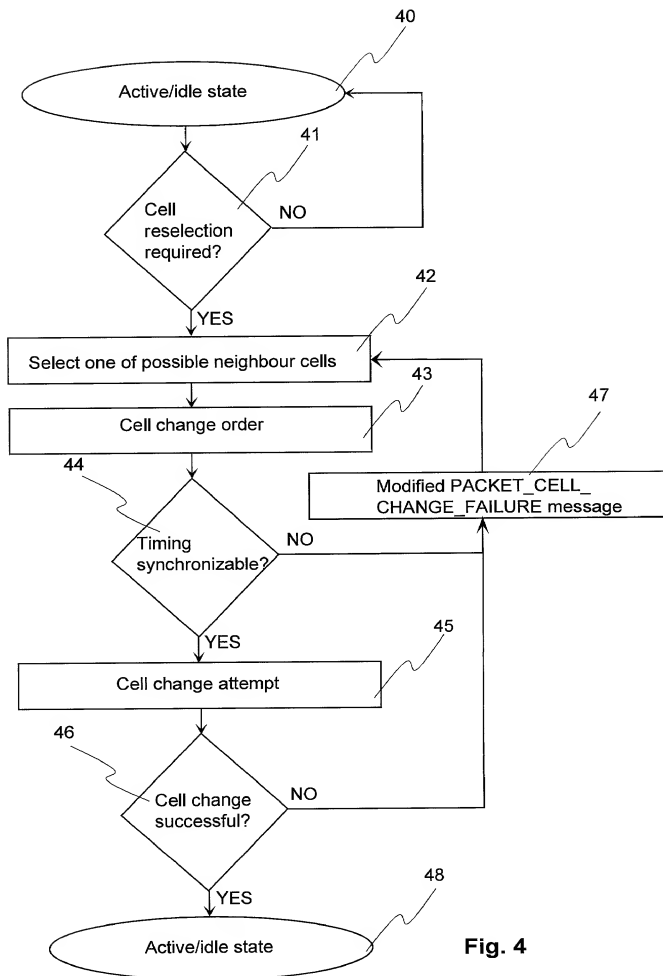 40
Active/idle state
41
Cell
reselection
required?
NO
YES
42
Select one of possible neighbour cells
43
Cell change order
47
Modified PACKET_CELL_
CHANGE_FAILURE message
44
Timing
synchronizable?
NO
YES
45
Cell change attempt
46
Cell change
successful?
NO
YES
48
Active/idle state
Fig. 4